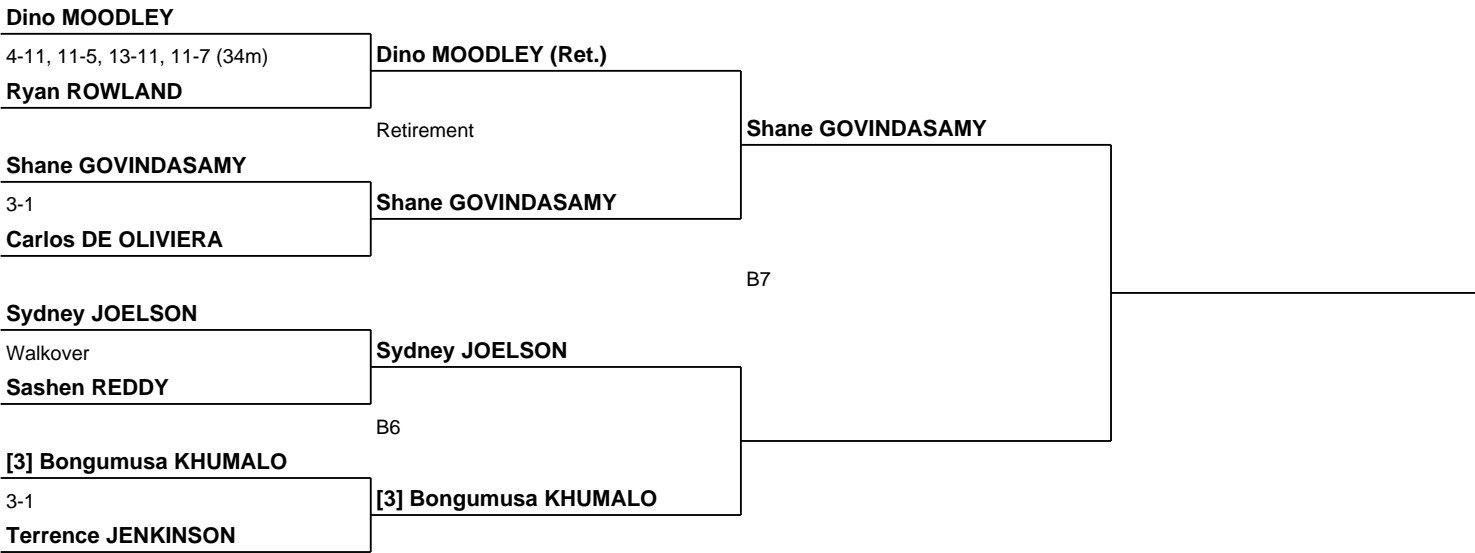 Dino MOODLEY
4-11, 11-5, 13-11, 11-7 (34m)
Dino MOODLEY (Ret.)
Ryan ROWLAND
Retirement
Shane GOVINDASAMY
Shane GOVINDASAMY
3-1
Shane GOVINDASAMY
Carlos DE OLIVIERA
B7
Sydney JOELSON
Walkover
Sydney JOELSON
Sashen REDDY
B6
[3] Bongumusa KHUMALO
3-1
[3] Bongumusa KHUMALO
Terrence JENKINSON